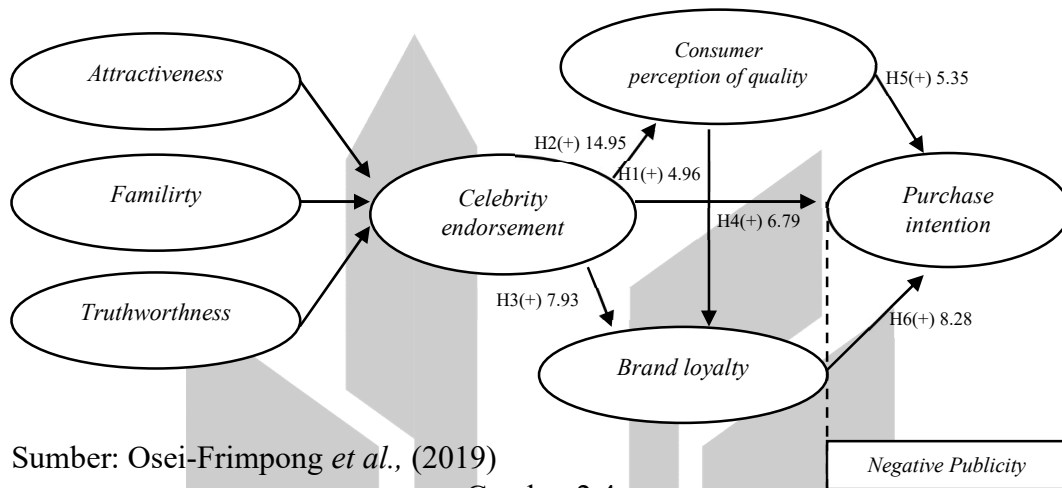 Attractiveness
Familirty
Truthworthness
Celebrity
endorsement
Consumer
perception of quality
H2(+) 14.95
H1(+) 4.96
H5(+) 5.35
H4(+) 6.79
H3(+) 7.93
Purchase
intention
Brand loyalty
H6(+) 8.28
Negative Publicity
Sumber: Osei-Frimpong et al., (2019)